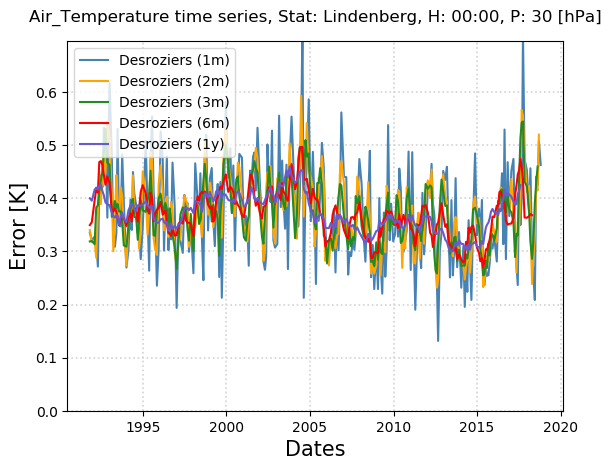 Air_Temperature time series, Stat: Lindenberg, H: 00:00, P: 30 [hPa]
Desroziers (1m)
Desroziers (2m)
Desroziers (3m)
Desroziers (6m)
Desroziers (1y)
0.6
0.5
0.4
0.3
0.2
0.1
0.0
Error [K]
1995
2000
2005
2010
2015
2020
Dates